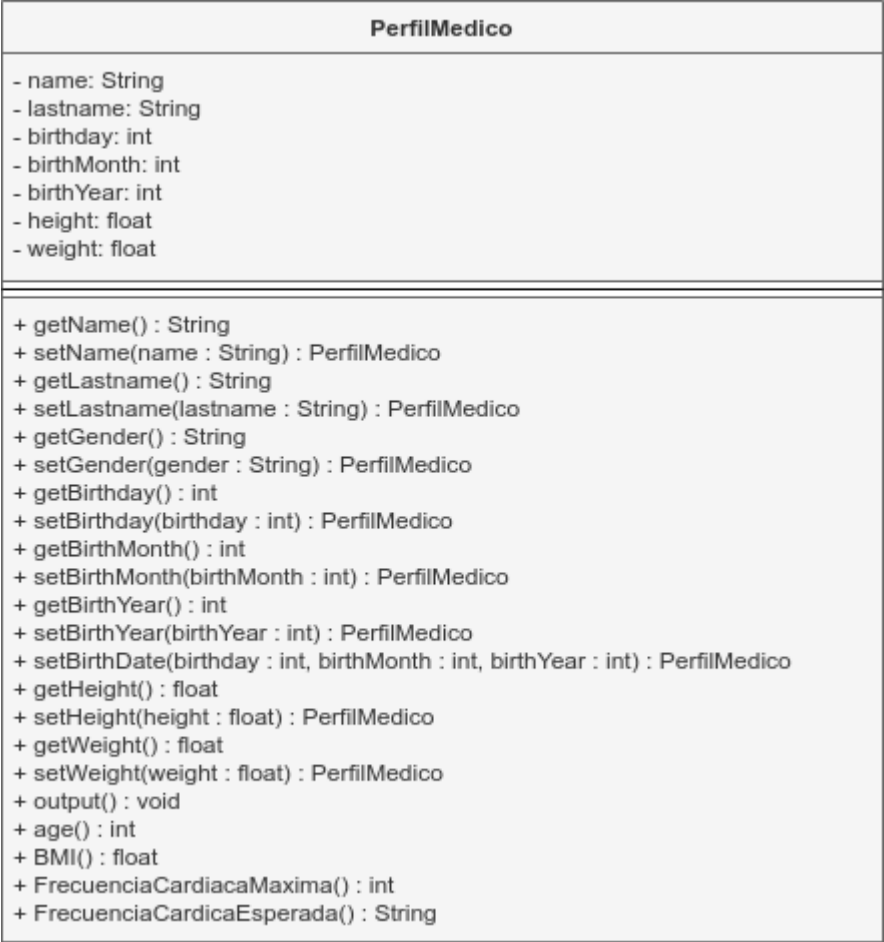 PerfilMedico
- name: String
- lastname: String
- birthday: int
- birthMonth: int
- birthYear: int
- height: float
- weight: float
+ getName() : String
+ setName(name : String) : PerfilMedico
+ getLastname() : String
+ setLastname(lastname : String) : PerfilMedico
+ getGender() : String
+ setGender(gender : String) : PerfilMedico
+ getBirthday() : int
+ setBirthday(birthday : int) : PerfilMedico
+ getBirthMonth() : int
+ setBirthMonth(birthMonth : int) : PerfilMedico
+ getBirthYear() : int
+ setBirthYear(birthYear : int) : PerfilMedico
+ setBirthDate(birthday : int, birthMonth : int, birthYear : int) : PerfilMedico
+ getHeight() : float
+ setHeight(height : float) : PerfilMedico
+ getWeight() : float
+ setWeight(weight : float) : PerfilMedico
+ output() : void
+ age() : int
+ BMI() : float
+ FrecuenciaCardiacaMaxima() : int
+ FrecuenciaCardicaEsperada() : String